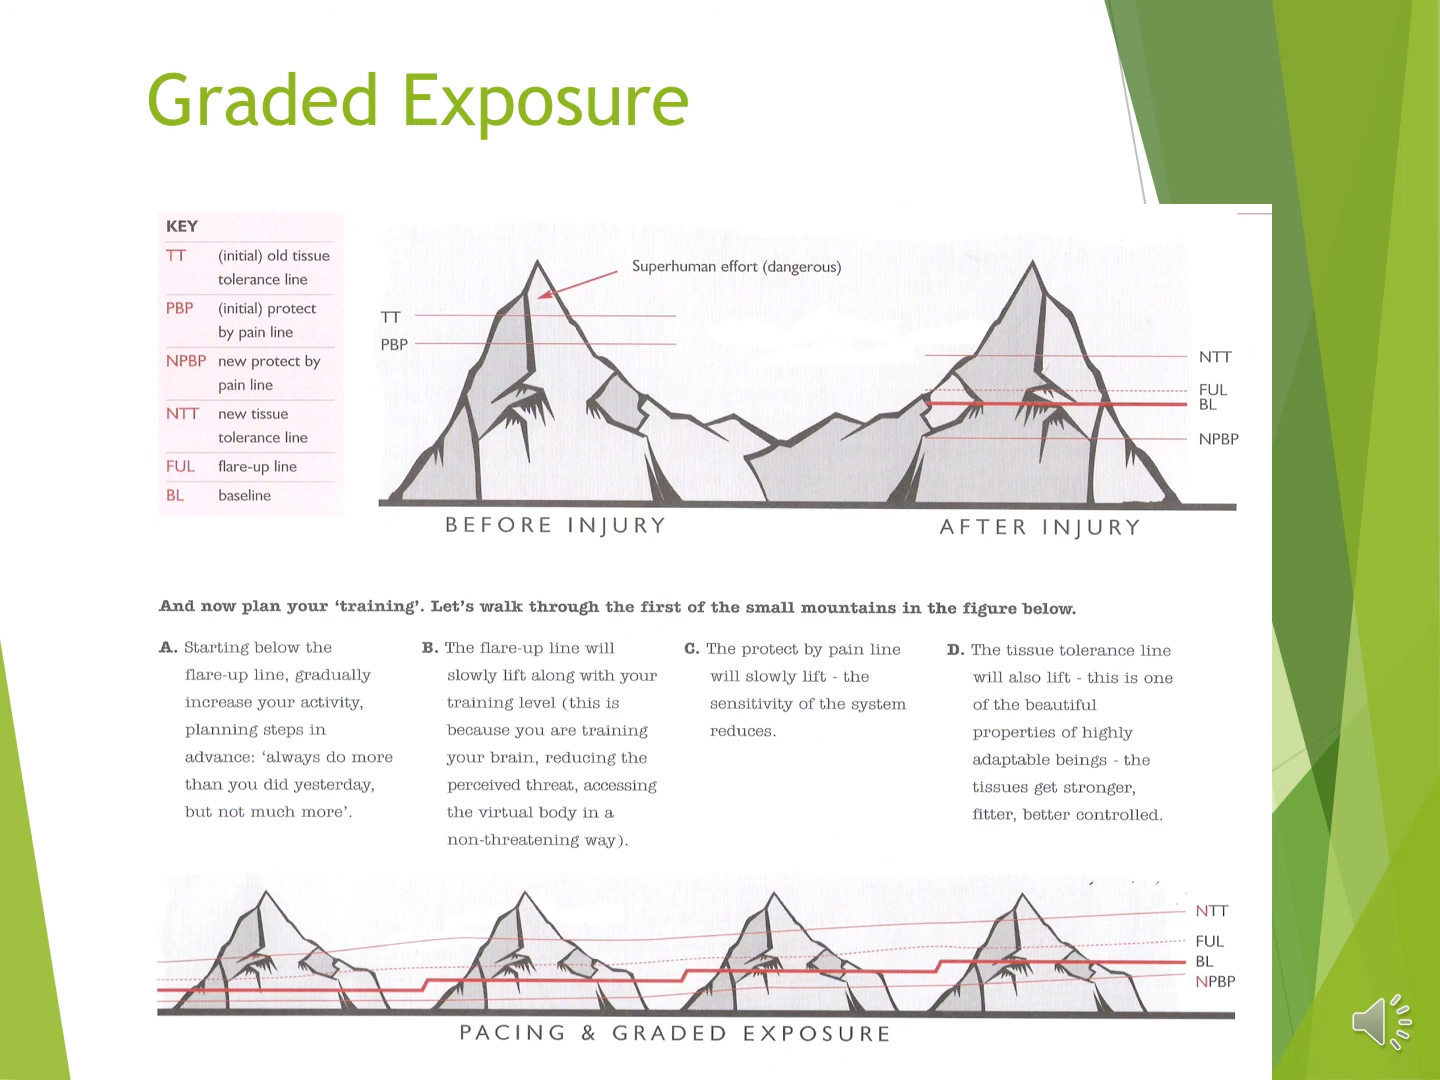 Graded Exposure
KEY
TT (initial) old tissue
tolerance line
PBP (initial) protect
by pain line
NPBP new protect by
pain line
NTT new tissue
tolerance line
FUL flare-up line
BL baseline
Superhuman effort (dangerous)
TT
PBP
NTT
FUL
BL
NPBP
BEFORE INJURY
AFTER INJURY
And now plan your ‘training’. Let’s walk through the first of the small mountains in the figure below.
A. Starting below the
flare-up line, gradually
increase your activity,
planning steps in
advance: ‘always do more
than you did yesterday,
but not much more’.
B. The flare-up line will
slowly lift along with your
training level (this is
because you are training
your brain, reducing the
perceived threat, accessing
the virtual body in a
non-threatening way).
C. The protect by pain line
will slowly lift - the
sensitivity of the system
reduces.
D. The tissue tolerance line
will also lift - this is one
of the beautiful
properties of highly
adaptable beings - the
tissues get stronger,
fitter, better controlled.
NTT
FUL
BL
NPBP
PACING & GRADED EXPOSURE